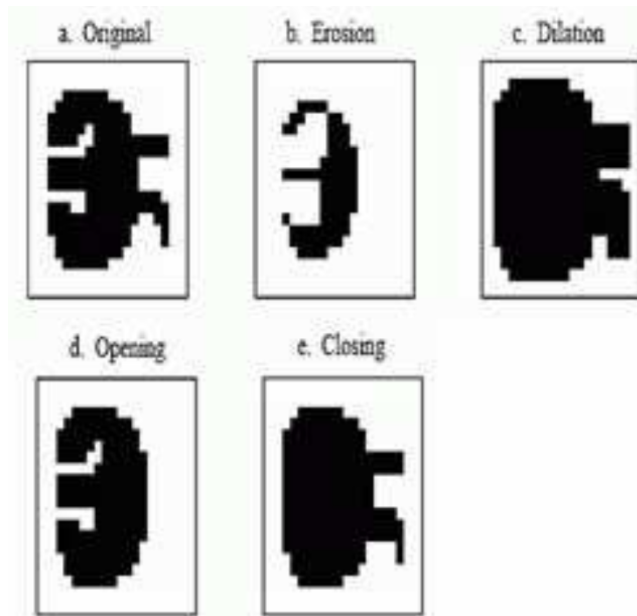 a. Original
b. Erosion
c. Dilation
d. Opening
e. Closing